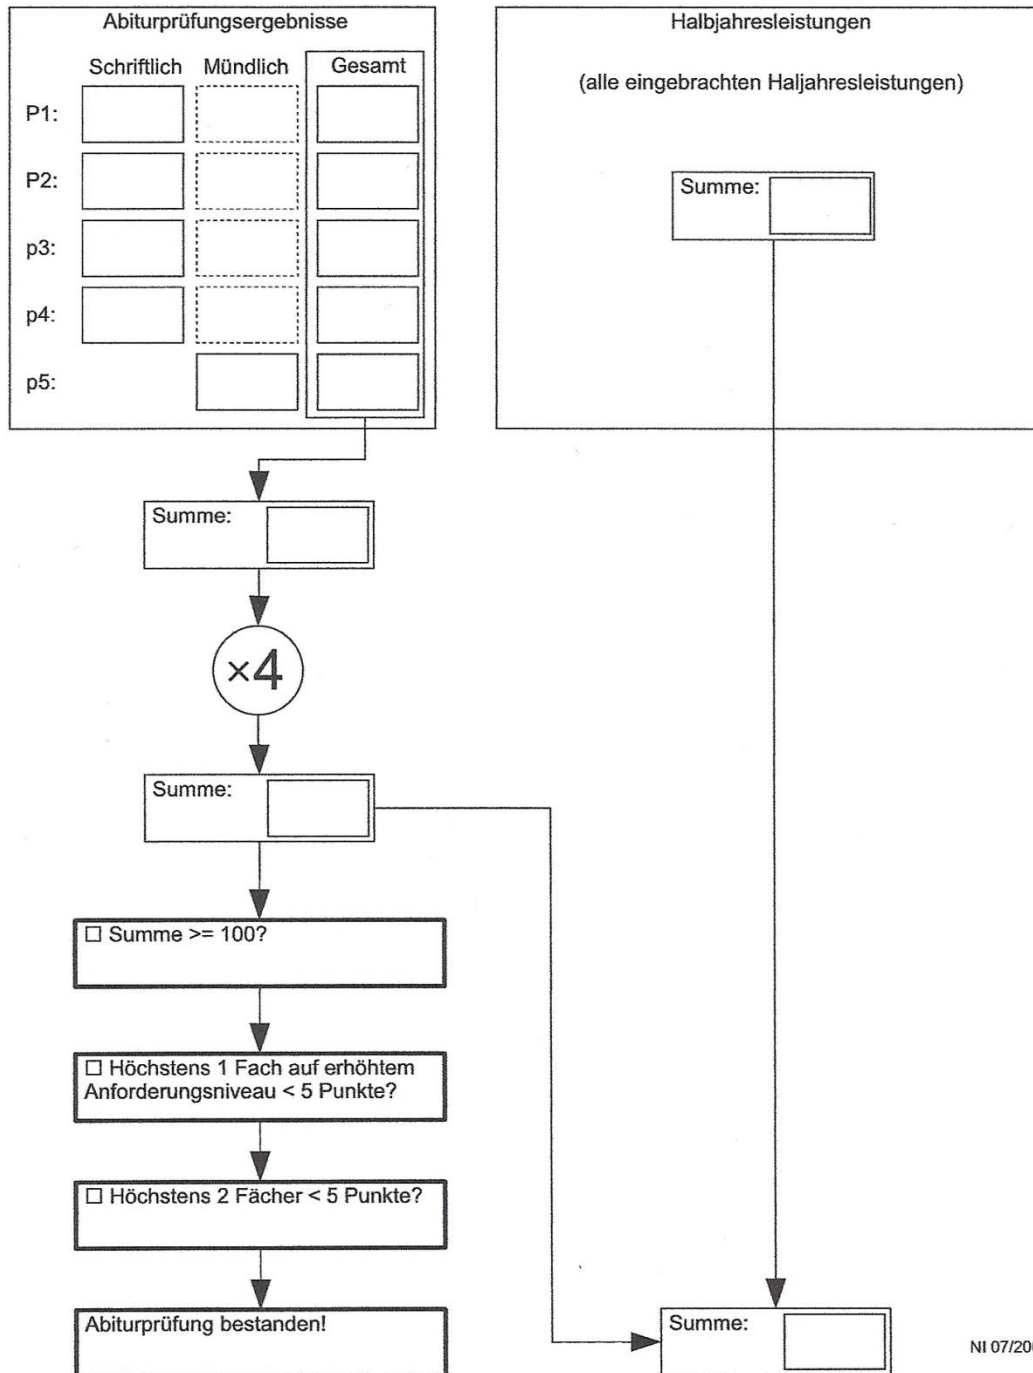 Abiturprüfungsergebnisse
Schriftlich Mündlich Gesamt
P1:
P2:
p3:
p4:
p5:
Summe:
×4
Summe:
☐ Summe >= 100?
☐ Höchstens 1 Fach auf erhöhtem
Anforderungsniveau < 5 Punkte?
☐ Höchstens 2 Fächer < 5 Punkte?
Abiturprüfung bestanden!
Halbjahresleistungen
(alle eingebrachten Haljahresleistungen)
Summe:
Summe:
NI